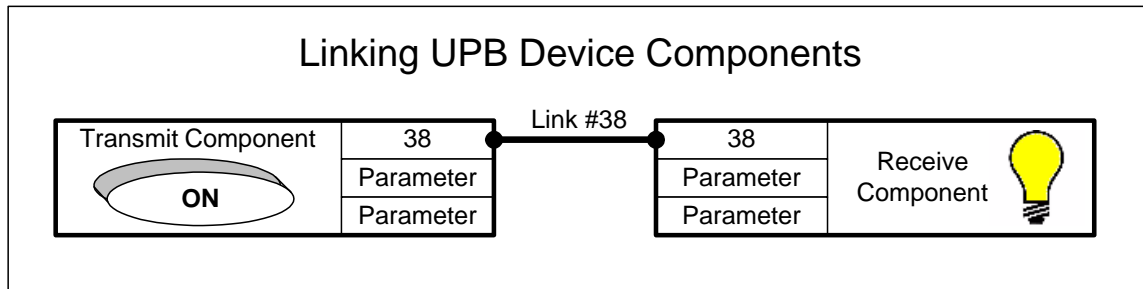 Linking UPB Device Components
Link #38
Transmit Component
ON
38
Parameter
Parameter
38
Parameter
Parameter
Receive
Component